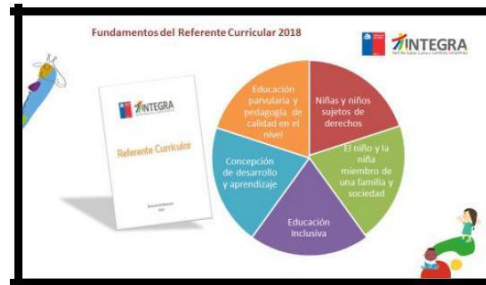 Fundamentos del Referente Curricular 2018
INTEGRA
INTEGRA
Referente Curricular
Educación
parvularia y
pedagogía de
calidad en el
nivel
Niñas y niños
sujetos de
derechos
El niño y la
niña
miembro de
una familia y
sociedad
Educación
Inclusiva
Concepción
de desarrollo
y aprendizaje